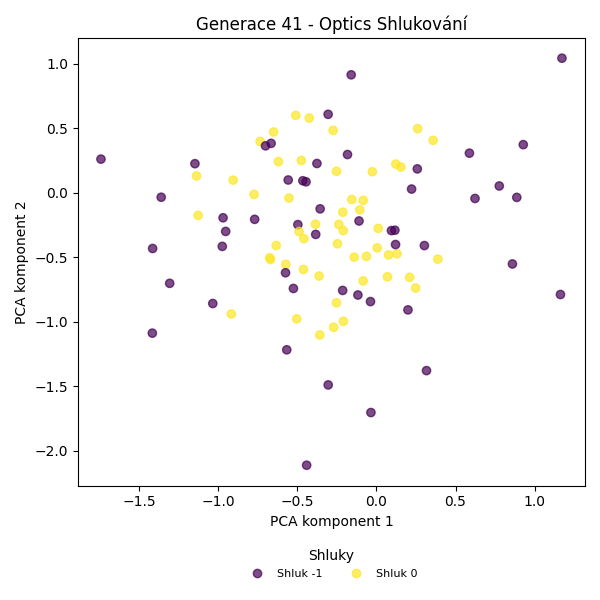 Generace 41 - Optics Shlukování
1.0
0.5
0.0
−0.5
−1.0
−1.5
−2.0
PCA komponent 2
−1.5
−1.0
−0.5
0.0
0.5
1.0
PCA komponent 1
Shluky
Shluk -1
Shluk 0